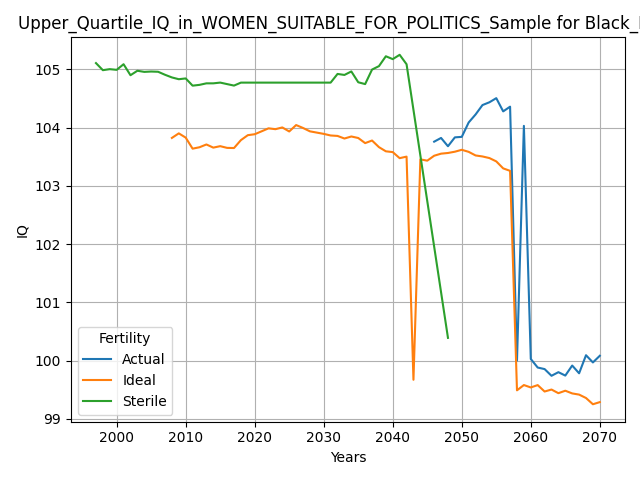 Upper_Quartile_IQ_in_WOMEN_SUITABLE_FOR_POLITICS_Sample for Black_
105
104
103
102
101
100
99
IQ
Fertility
Actual
Ideal
Sterile
2000
2010
2020
2030
2040
2050
2060
2070
Years